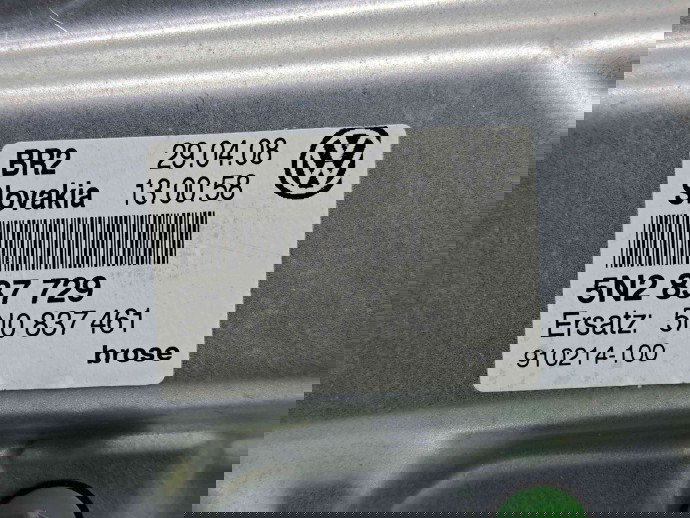 BR2 29.04.08
Slovakia 13:00:58
5N2 837 729
Ersatz: 5N0 837 461
910214-100 brose